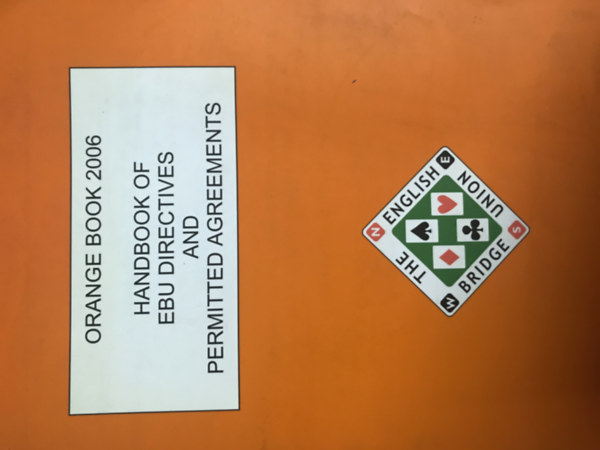 ORANGE BOOK 2006
HANDBOOK OF
EBU DIRECTIVES
AND
PERMITTED AGREEMENTS
THE ENGLISH
BRIDGE UNION
N
E
S
W